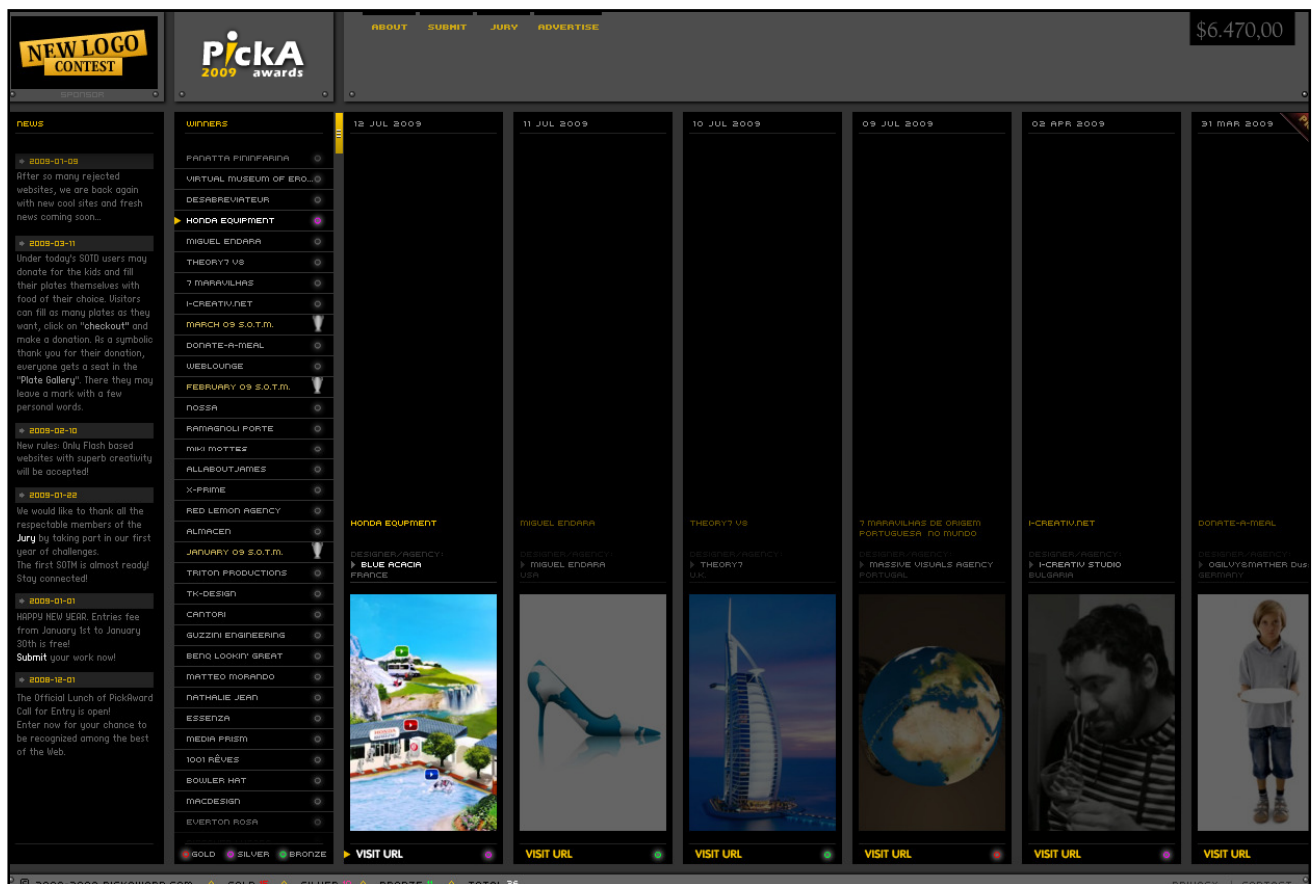 NEW LOGO
CONTEST
SPONSOR
PickA
2009 awards
ABOUT SUBMIT JURY ADVERTISE
$6.470,00
NEWS
2009-01-09
After so many rejected
websites, we are back again
with new cool sites and fresh
news coming soon...
2009-03-11
Under today's SOTD users may
donate for the kids and fill
their plates themselves with
food of their choice. Visitors
can fill as many plates as they
want, click on "checkout" and
make a donation. As a symbolic
thank you for their donation,
everyone gets a seat in the
"Plate Gallery". There they may
leave a mark with a few
personal words.
2009-02-10
New rules: Only Flash based
websites with superb creativity
will be accepted!
2009-01-22
We would like to thank all the
respectable members of the
Jury by taking part in our first
year of challenges.
The first SOTM is almost ready!
Stay connected!
2009-01-01
HAPPY NEW YEAR. Entries fee
from January 1st to January
30th is free!
Submit your work now!
2008-12-01
The Official Lunch of PickAward
Call for Entry is open!
Enter now for your chance to
be recognized among the best
of the Web.
WINNERS
PANATTA PININFARINA
VIRTUAL MUSEUM OF ERO...
DESABREVIATEUR
HONDA EQUIPMENT
MIGUEL ENDARA
THEORY7 V8
7 MARAVILHAS
I-CREATIV.NET
MARCH 09 S.O.T.M.
DONATE-A-MEAL
WEBLOUNGE
FEBRUARY 09 S.O.T.M.
NOSSA
RAMAGNOLI PORTE
MIKI MOTTES
ALLABOUTJAMES
X-PRIME
RED LEMON AGENCY
ALMACEN
JANUARY 09 S.O.T.M.
TRITON PRODUCTIONS
TK-DESIGN
CANTORI
GUZZINI ENGINEERING
BENQ LOOKIN' GREAT
MATTEO MORANDO
NATHALIE JEAN
ESSENZA
MEDIA PRISM
1001 RÊVES
BOWLER HAT
MACDESIGN
EVERTON ROSA
GOLD SILVER BRONZE
12 JUL 2009
HONDA EQUPMENT
DESIGNER/AGENCY:
BLUE ACACIA
FRANCE
VISIT URL
11 JUL 2009
MIGUEL ENDARA
DESIGNER/AGENCY:
MIGUEL ENDARA
USA
VISIT URL
10 JUL 2009
THEORY7 V8
DESIGNER/AGENCY:
THEORY7
U.K.
VISIT URL
09 JUL 2009
7 MARAVILHAS DE ORIGEM
PORTUGUESA NO MUNDO
DESIGNER/AGENCY:
MASSIVE VISUALS AGENCY
PORTUGAL
VISIT URL
02 APR 2009
I-CREATIV.NET
DESIGNER/AGENCY:
I-CREATIV STUDIO
BULGARIA
VISIT URL
31 MAR 2009
DONATE-A-MEAL
DESIGNER/AGENCY:
OGILVY&MATHER Dus
GERMANY
VISIT URL